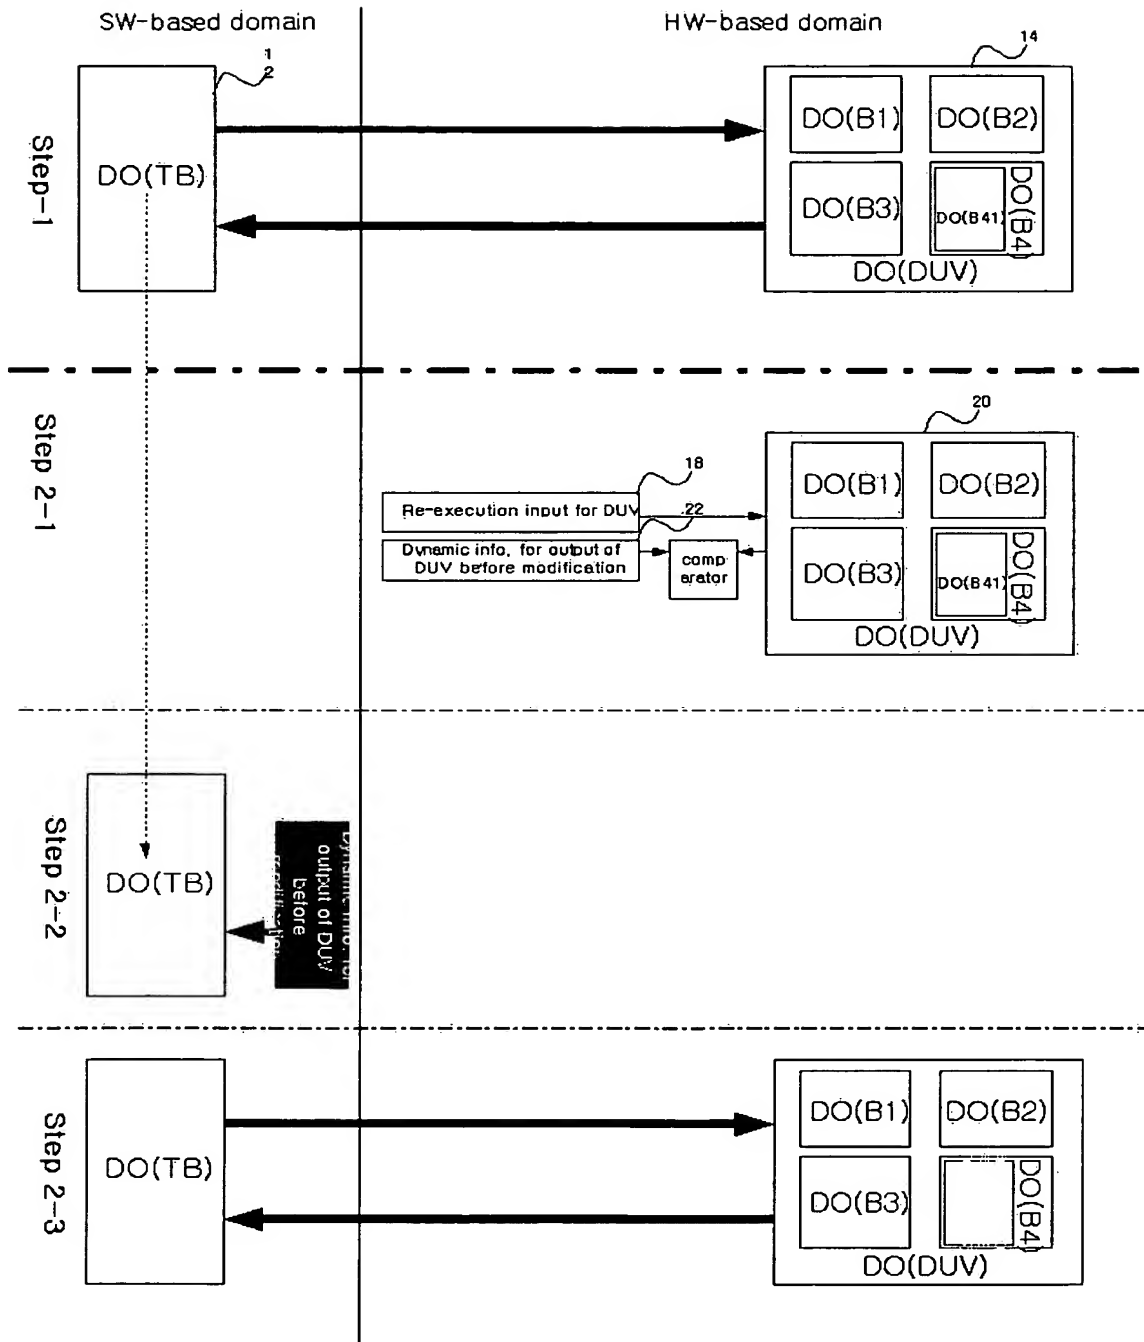 SW-based domain
HW-based domain
1
2
14
Step-1
DO(TB)
DO(B1)
DO(B2)
DO(B3)
DO(B41)
DO(B4)
DO(DUV)
Step 2-1
20
18
Re-execution input for DUV
22
Dynamic info. for output of
DUV before modification
comp
arator
DO(B1)
DO(B2)
DO(B3)
DO(B41)
DO(B4)
DO(DUV)
Step 2-2
DO(TB)
Dynamic info. for
output of DUV
before
modification
Step 2-3
DO(TB)
DO(B1)
DO(B2)
DO(B3)
DO(B4)
DO(DUV)